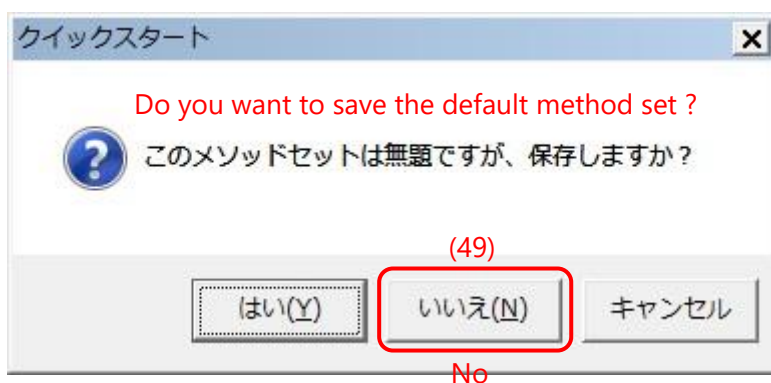 クイックスタート
Do you want to save the default method set ?
このメソッドセットは無題ですが、保存しますか？
(49)
はい(Y)
いいえ(N)
キャンセル
No